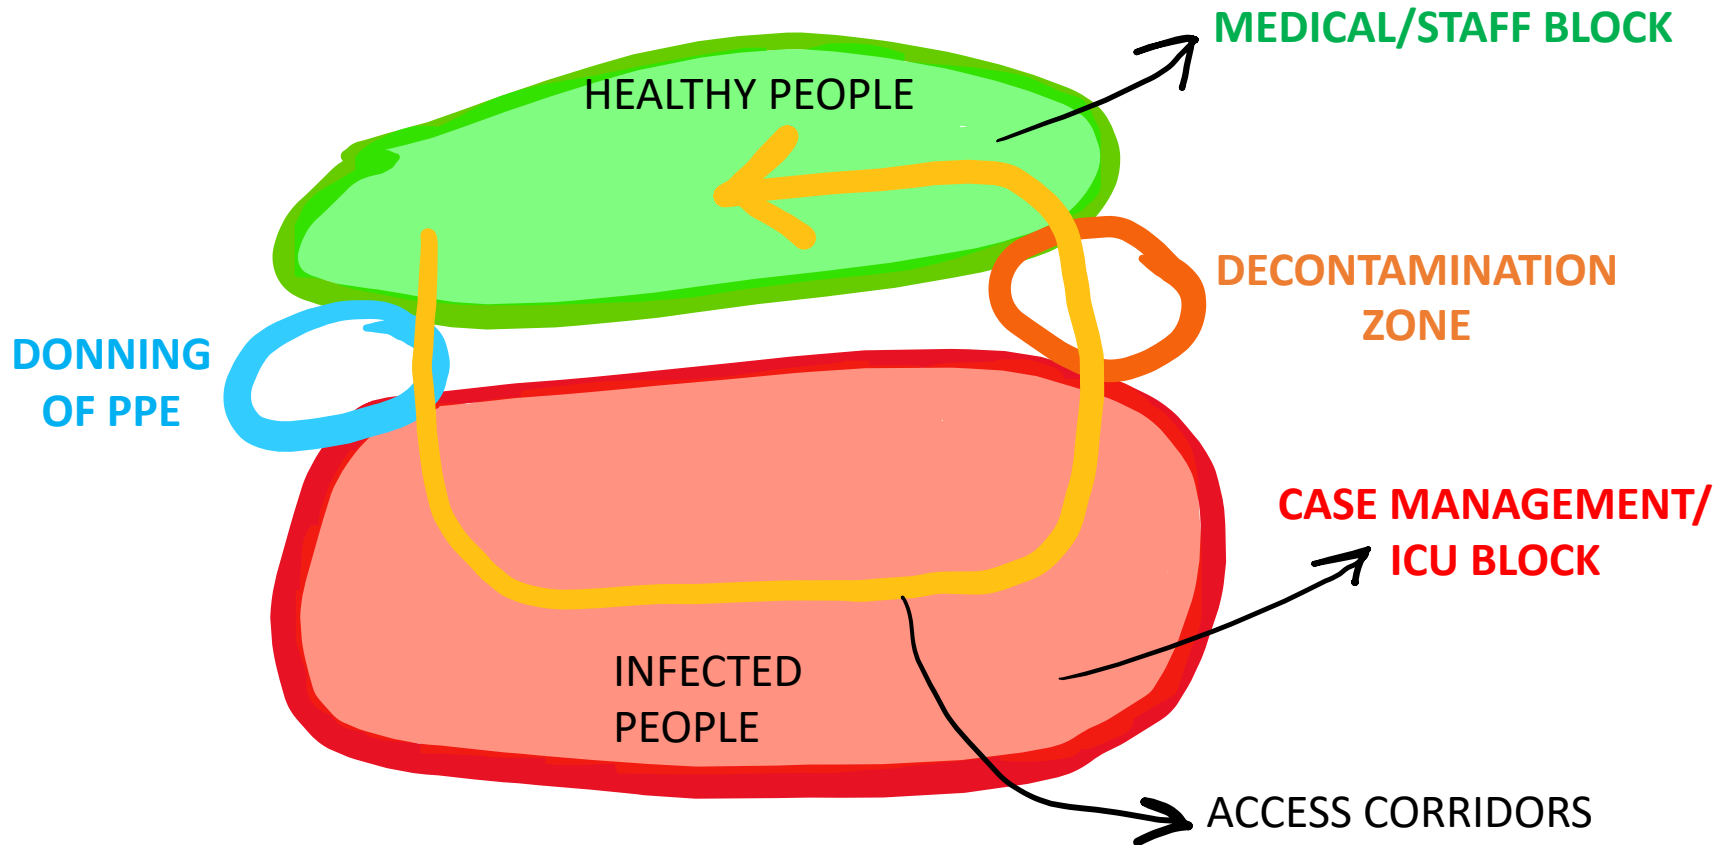 MEDICAL/STAFF BLOCK
HEALTHY PEOPLE
DECONTAMINATION
ZONE
DONNING
OF PPE
CASE MANAGEMENT/
ICU BLOCK
INFECTED
PEOPLE
ACCESS CORRIDORS